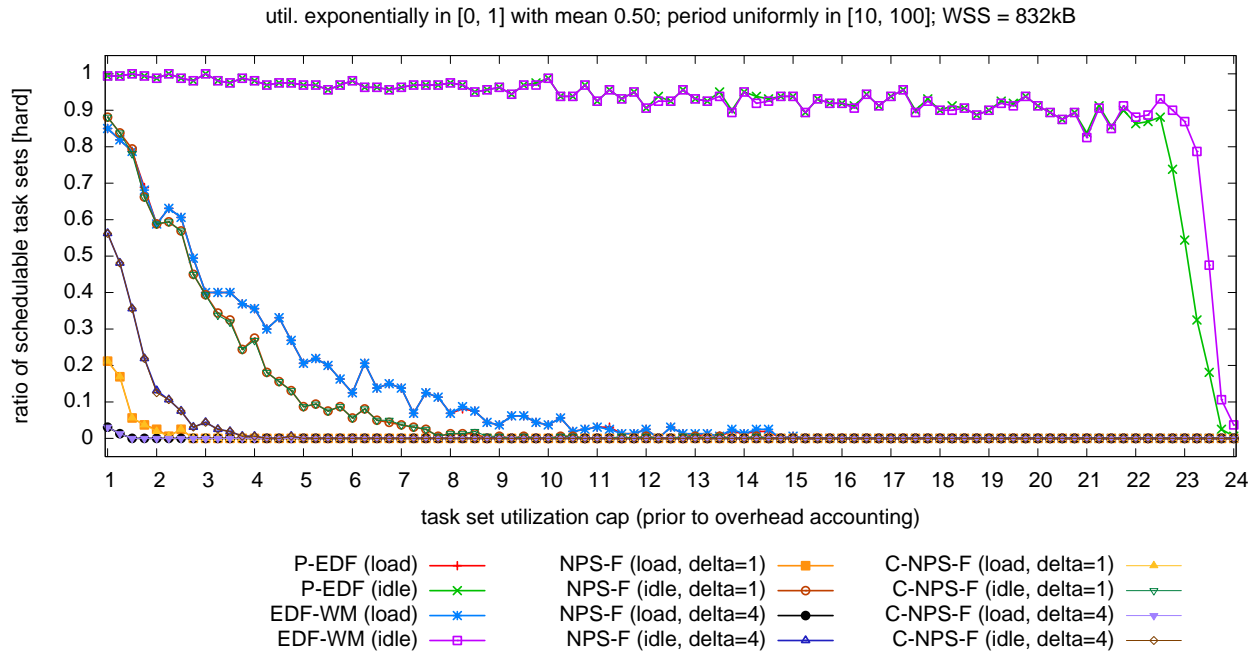 util. exponentially in [0, 1] with mean 0.50; period uniformly in [10, 100]; WSS = 832kB
ratio of schedulable task sets [hard]
1
0.9
0.8
0.7
0.6
0.5
0.4
0.3
0.2
0.1
0
1 2 3 4 5 6 7 8 9 10 11 12 13 14 15 16 17 18 19 20 21 22 23 24
task set utilization cap (prior to overhead accounting)
P-EDF (load) NPS-F (load, delta=1) C-NPS-F (load, delta=1)
P-EDF (idle) NPS-F (idle, delta=1) C-NPS-F (idle, delta=1)
EDF-WM (load) NPS-F (load, delta=4) C-NPS-F (load, delta=4)
EDF-WM (idle) NPS-F (idle, delta=4) C-NPS-F (idle, delta=4)